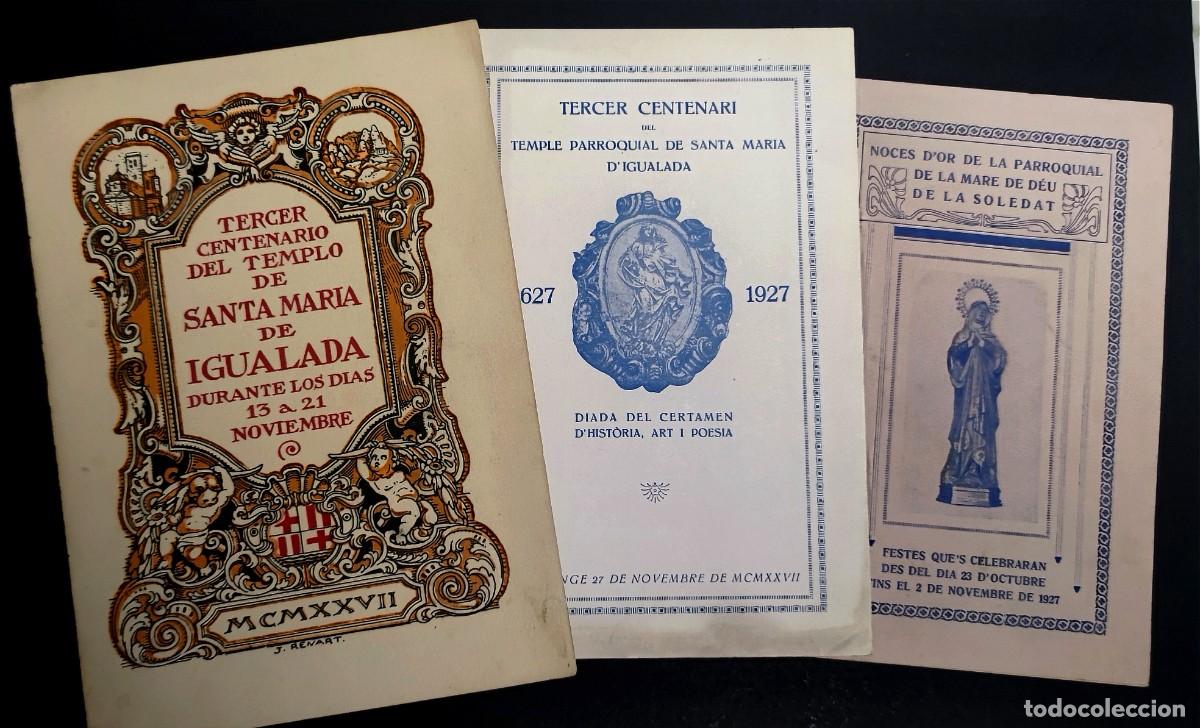 TERCER
CENTENARIO
DEL TEMPLO
DE
SANTA MARIA
DE
IGUALADA
DURANTE LOS DIAS
13 a 21
NOVIEMBRE
MCMXXVII
J. RENART.
TERCER CENTENARI
DEL
TEMPLE PARROQUIAL DE SANTA MARIA
D'IGUALADA
627 1927
DIADA DEL CERTAMEN
D'HISTÒRIA, ART I POESIA
NGE 27 DE NOVEMBRE DE MCMXXVII
NOCES D'OR DE LA PARROQUIAL
DE LA MARE DE DÉU
DE LA SOLEDAT
FESTES QUE'S CELEBRARAN
DES DEL DIA 23 D'OCTUBRE
FINS EL 2 DE NOVEMBRE DE 1927
todocoleccion